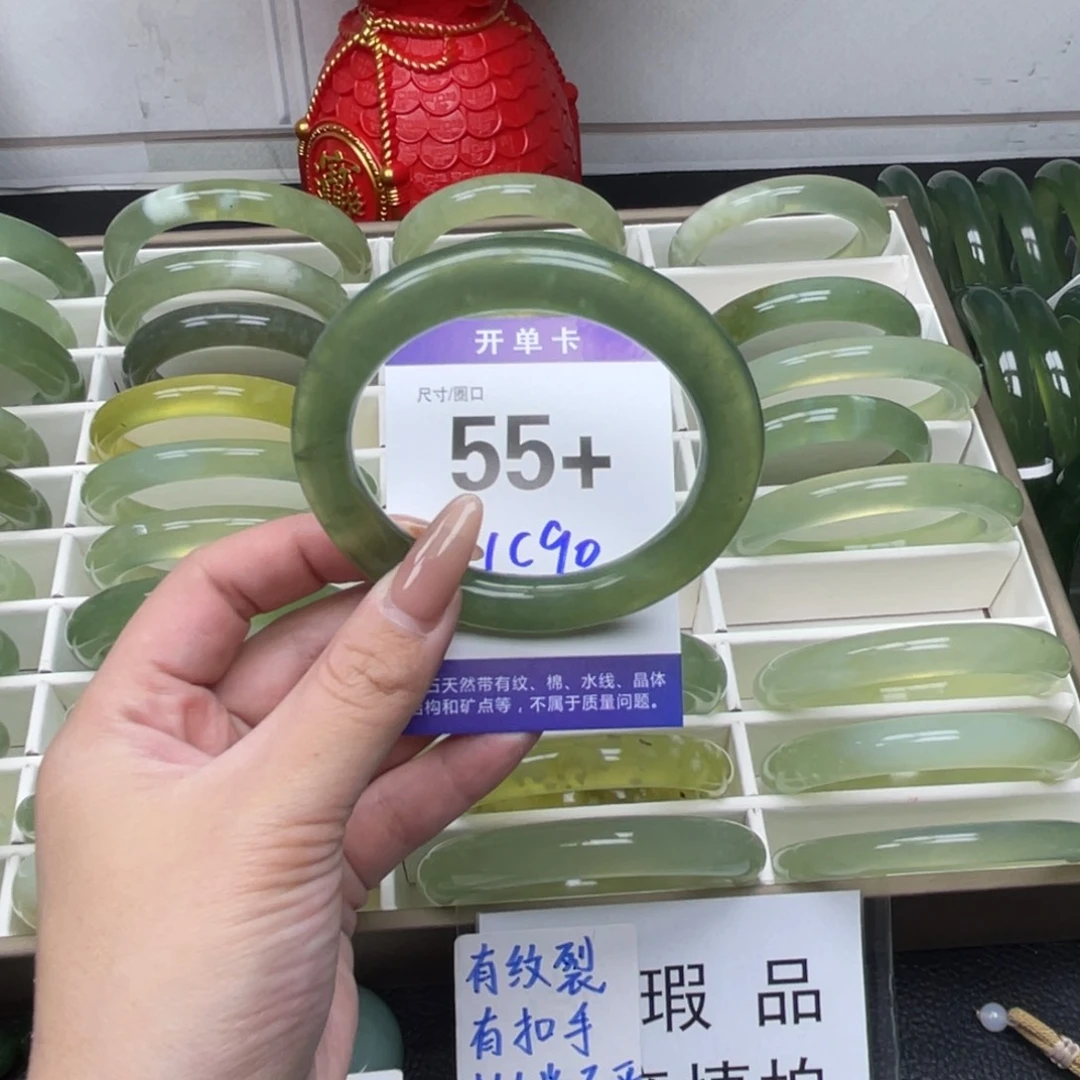 开单卡
尺寸/圈口
55+
1C90
石天然带有纹、棉、水线、晶体
结构和矿点等，不属于质量问题。
有纹裂
有扣手
瑕 品